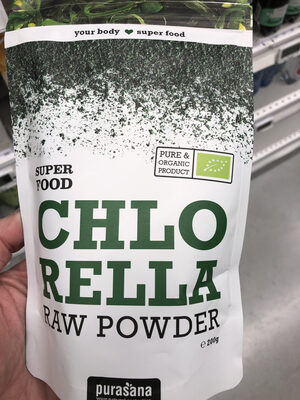 your body ♥ super food
PURE &
ORGANIC
PRODUCT
SUPER
FOOD
CHLO
RELLA
RAW POWDER
℮ 200g
purasana